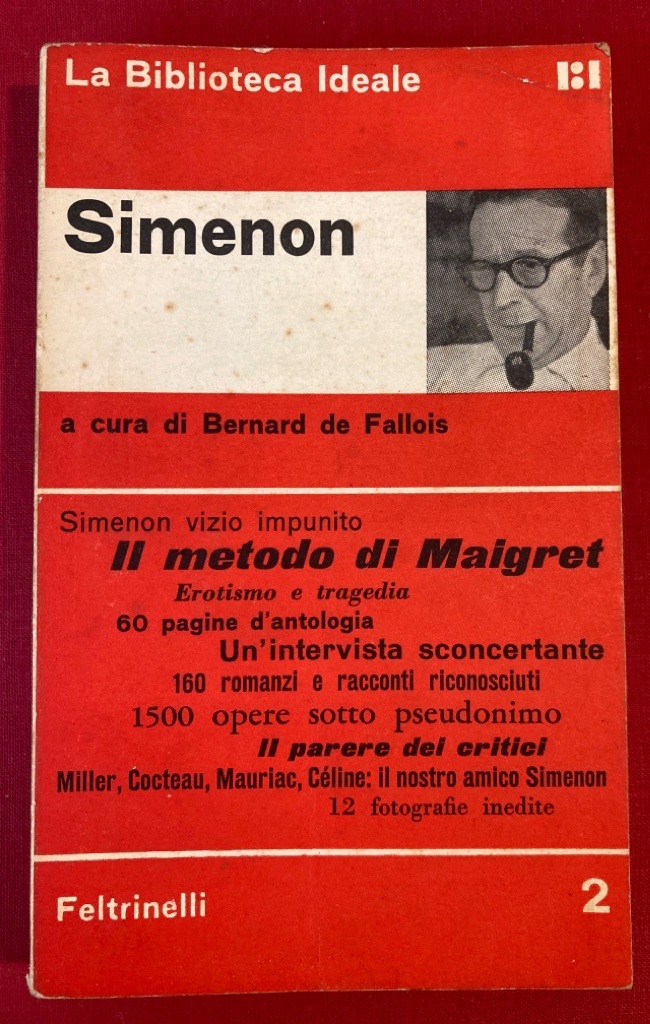 La Biblioteca Ideale
Simenon
a cura di Bernard de Fallois
Simenon vizio impunito
Il metodo di Maigret
Erotismo e tragedia
60 pagine d'antologia
Un'intervista sconcertante
160 romanzi e racconti riconosciuti
1500 opere sotto pseudonimo
Il parere dei critici
Miller, Cocteau, Mauriac, Céline: il nostro amico Simenon
12 fotografie inedite
Feltrinelli
2